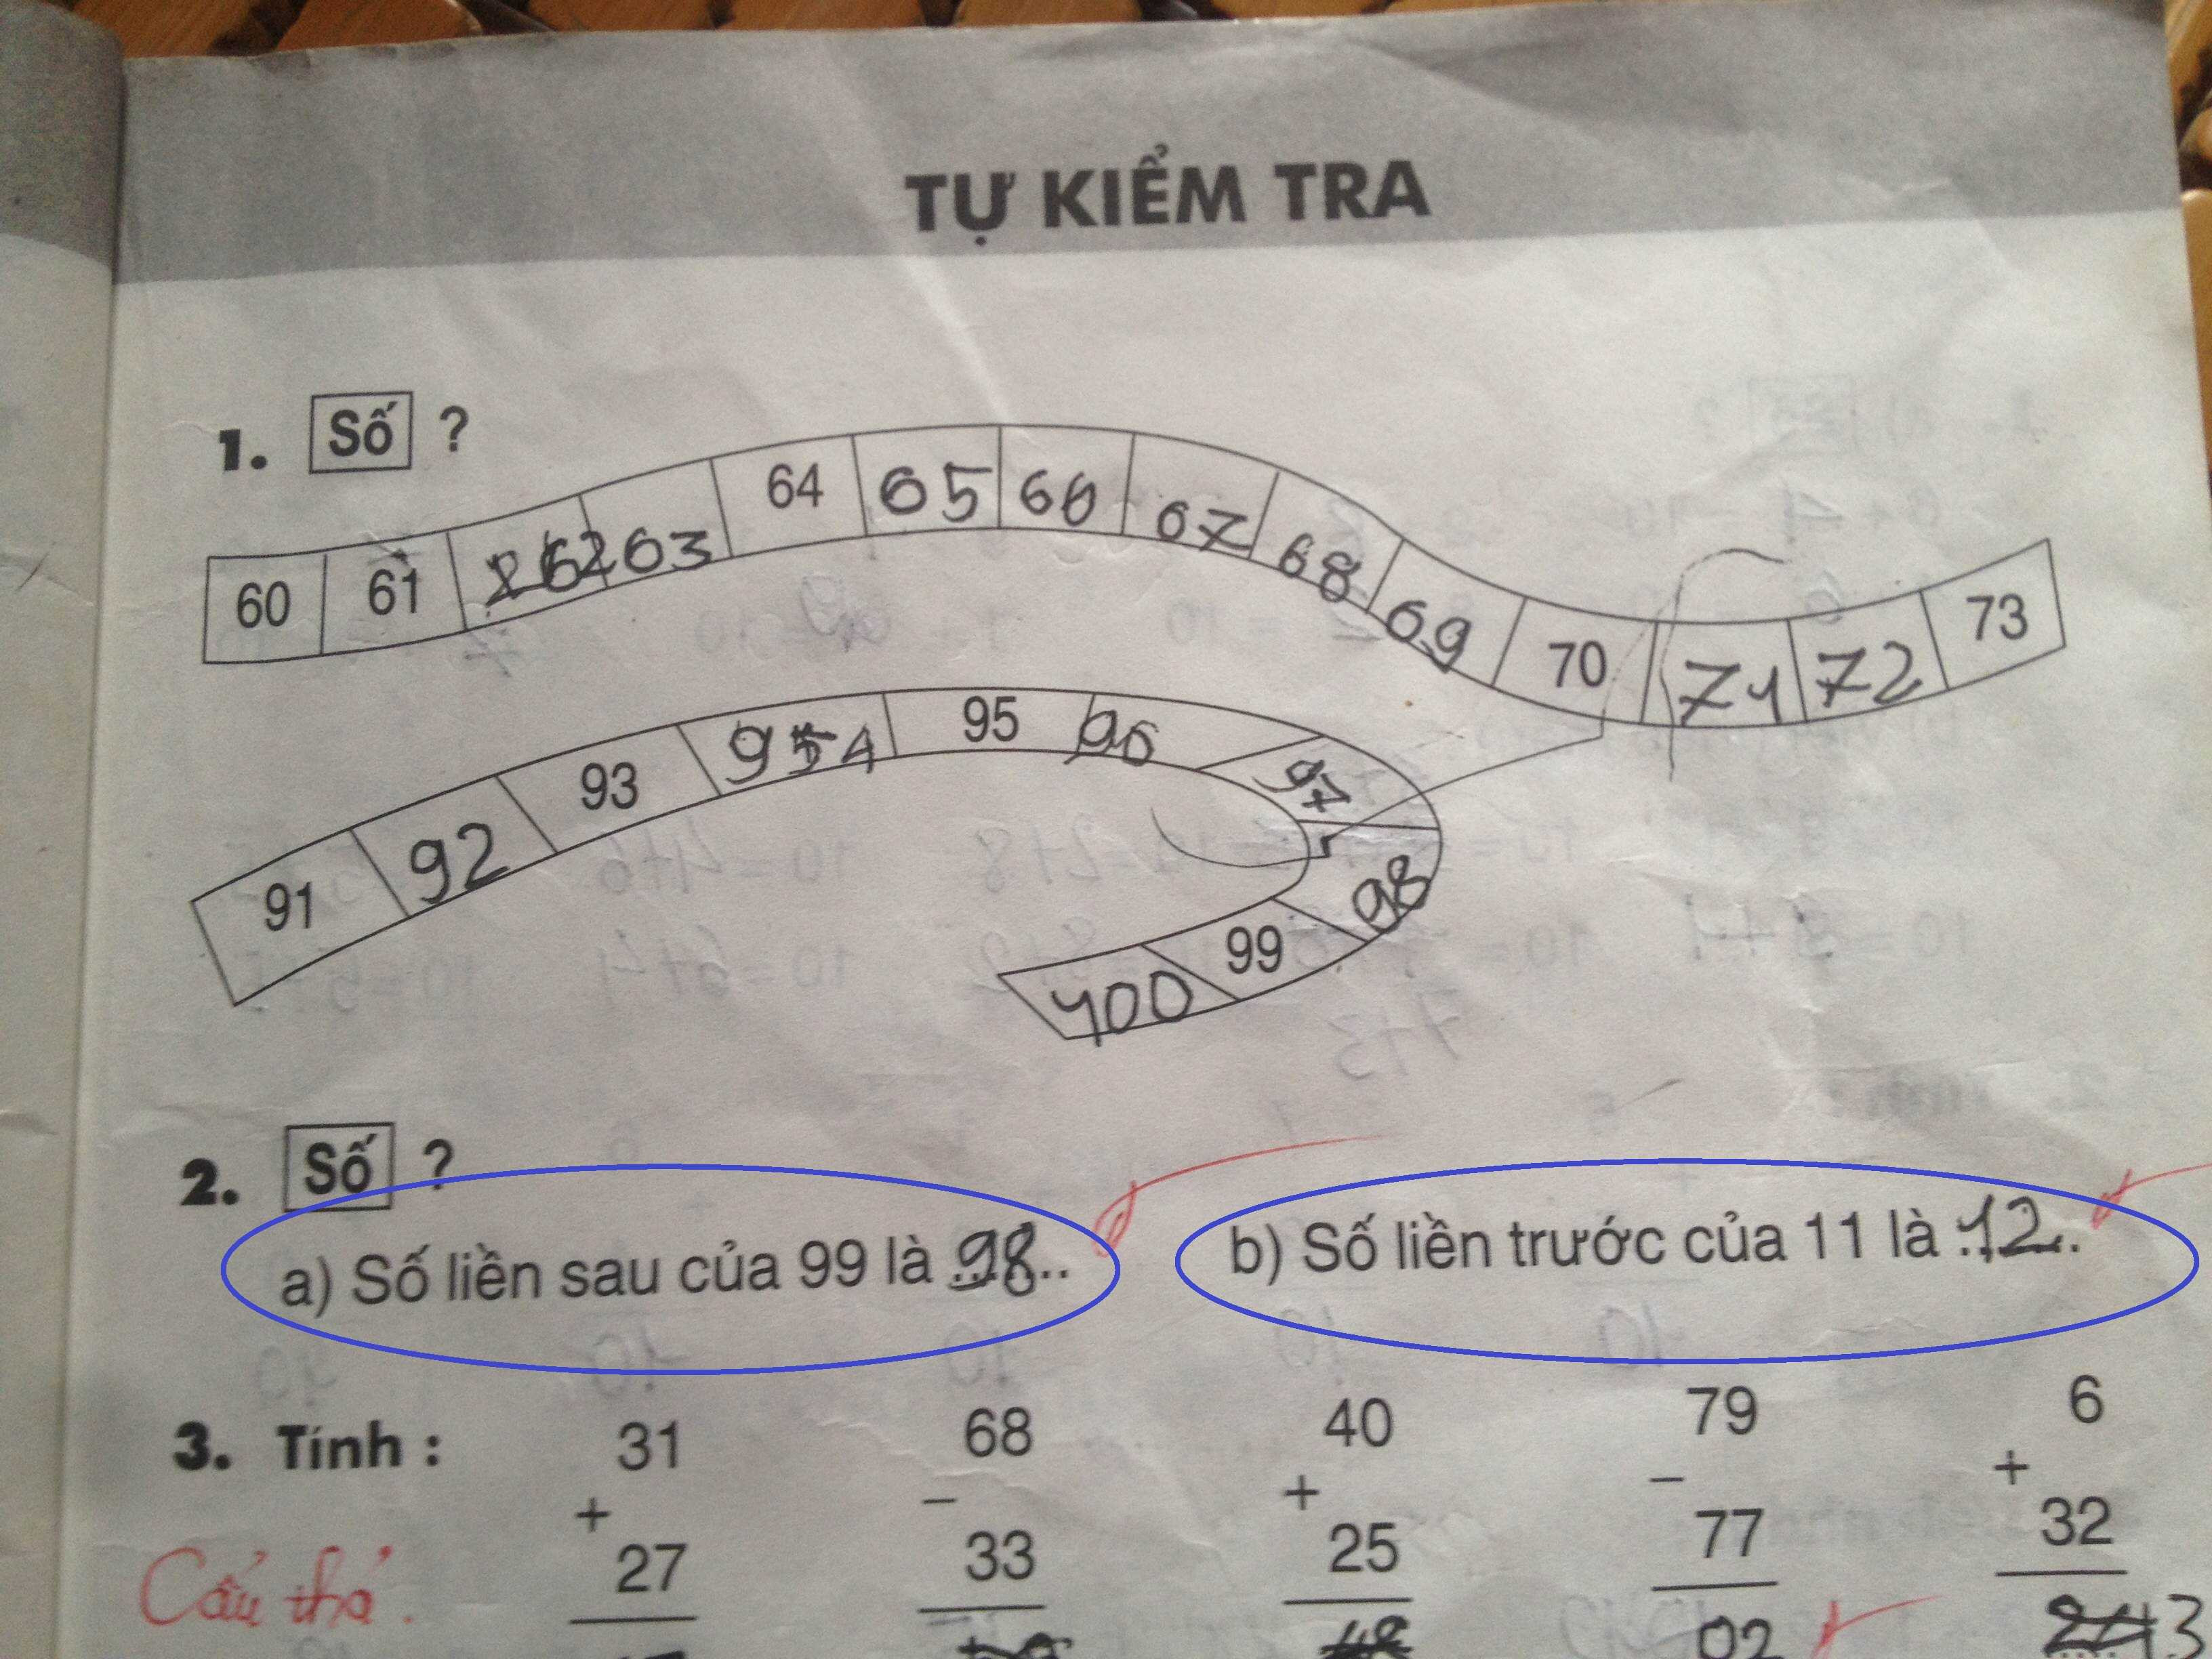 TỰ KIỂM TRA
1. Số ?
60 61 62 63 64 65 66 67 68 69 70 71 72 73
91 92 93 954 95 96 97 98 99 100
2. Số ?
a) Số liền sau của 99 là 98 b) Số liền trước của 11 là 12
3. Tính : 31 68 40 79 6
+ − + − +
27 33 25 77 32
Cẩu thả. 02